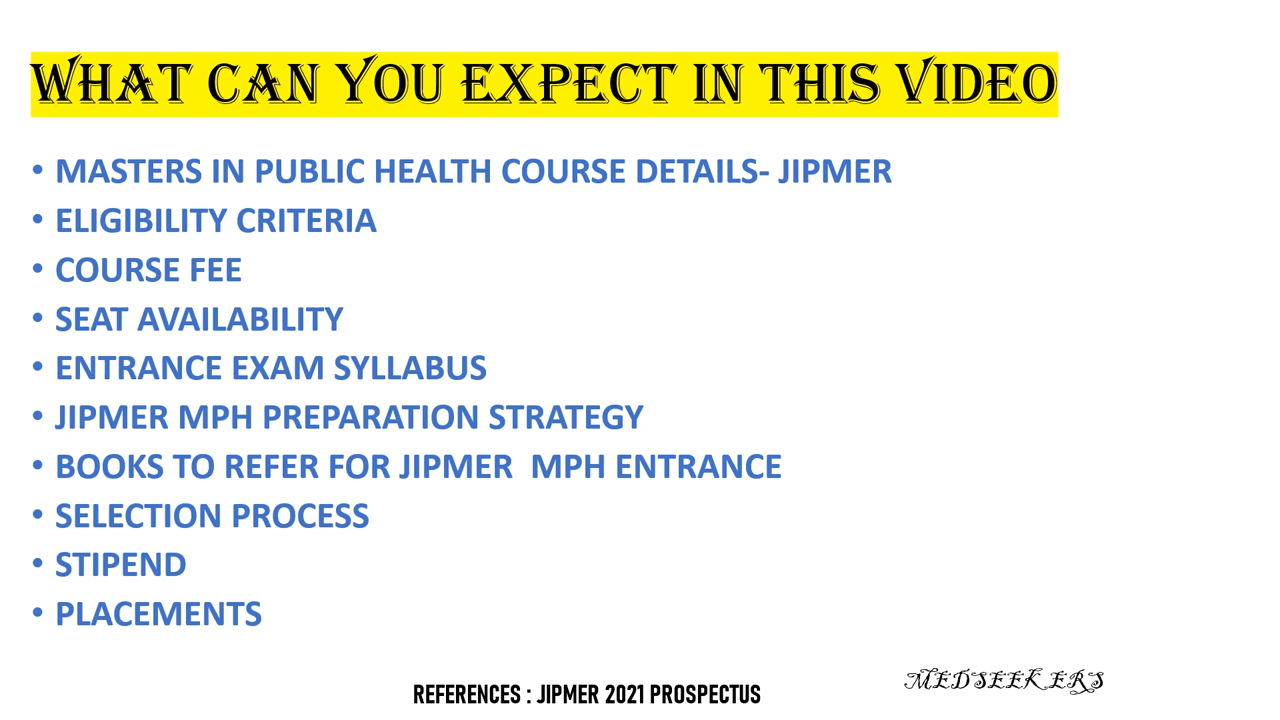 WHAT CAN YOU EXPECT IN THIS VIDEO
• MASTERS IN PUBLIC HEALTH COURSE DETAILS- JIPMER
• ELIGIBILITY CRITERIA
• COURSE FEE
• SEAT AVAILABILITY
• ENTRANCE EXAM SYLLABUS
• JIPMER MPH PREPARATION STRATEGY
• BOOKS TO REFER FOR JIPMER  MPH ENTRANCE
• SELECTION PROCESS
• STIPEND
• PLACEMENTS
REFERENCES : JIPMER 2021 PROSPECTUS
MEDSEEKERS